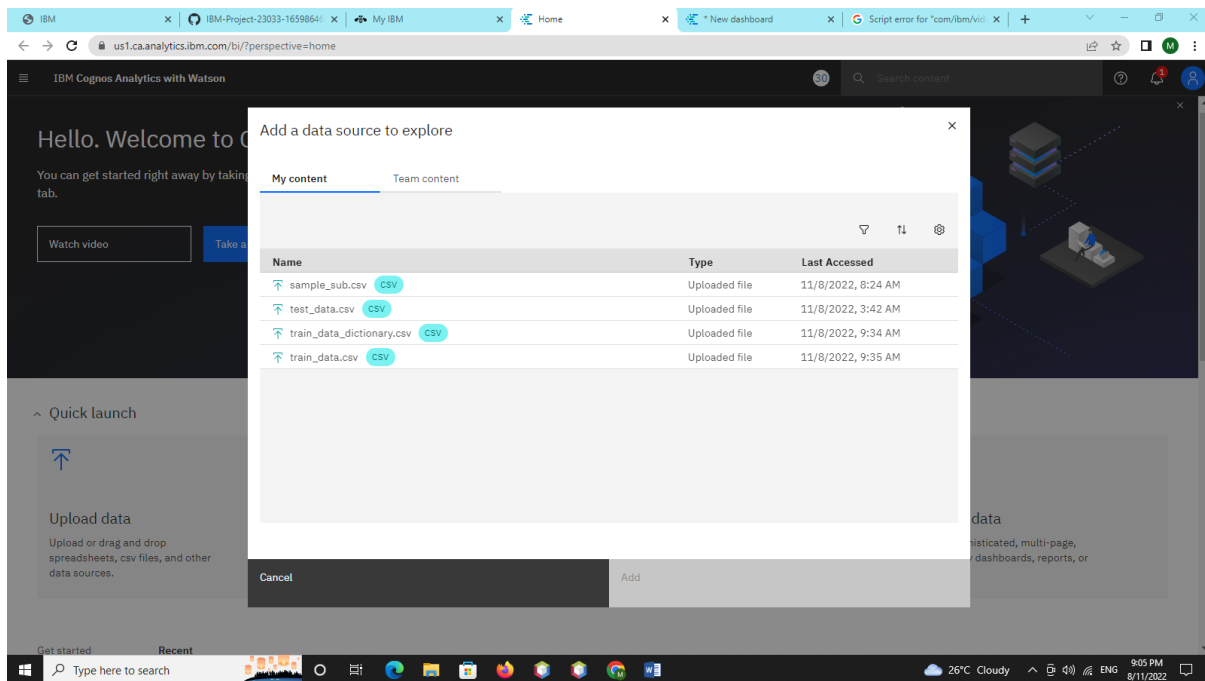 IBM
IBM-Project-23033-16598646
My IBM
Home
* New dashboard
Script error for "com/ibm/vid
us1.ca.analytics.ibm.com/bi/?perspective=home
M
IBM Cognos Analytics with Watson
30
Search content
1
Hello. Welcome to C
You can get started right away by taking
tab.
Watch video
Take a
Add a data source to explore
My content
Team content
Name Type Last Accessed
sample_sub.csv CSV Uploaded file 11/8/2022, 8:24 AM
test_data.csv CSV Uploaded file 11/8/2022, 3:42 AM
train_data_dictionary.csv CSV Uploaded file 11/8/2022, 9:34 AM
train_data.csv CSV Uploaded file 11/8/2022, 9:35 AM
Cancel
Add
Quick launch
Upload data
Upload or drag and drop
spreadsheets, csv files, and other
data sources.
data
histicated, multi-page,
dashboards, reports, or
Get started Recent
Type here to search
26°C Cloudy
ENG
9:05 PM
8/11/2022